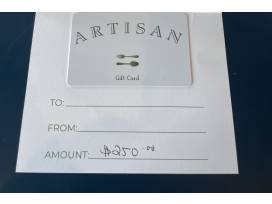 ARTISAN
Gift Card
TO:
FROM:
AMOUNT: $250.00